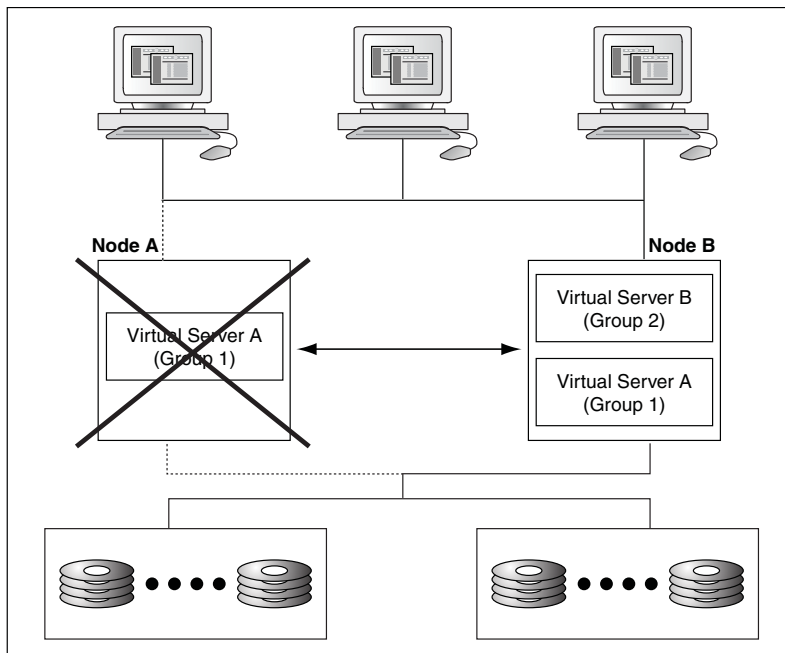 Node A
Node B
Virtual Server A
(Group 1)
Virtual Server B
(Group 2)
Virtual Server A
(Group 1)